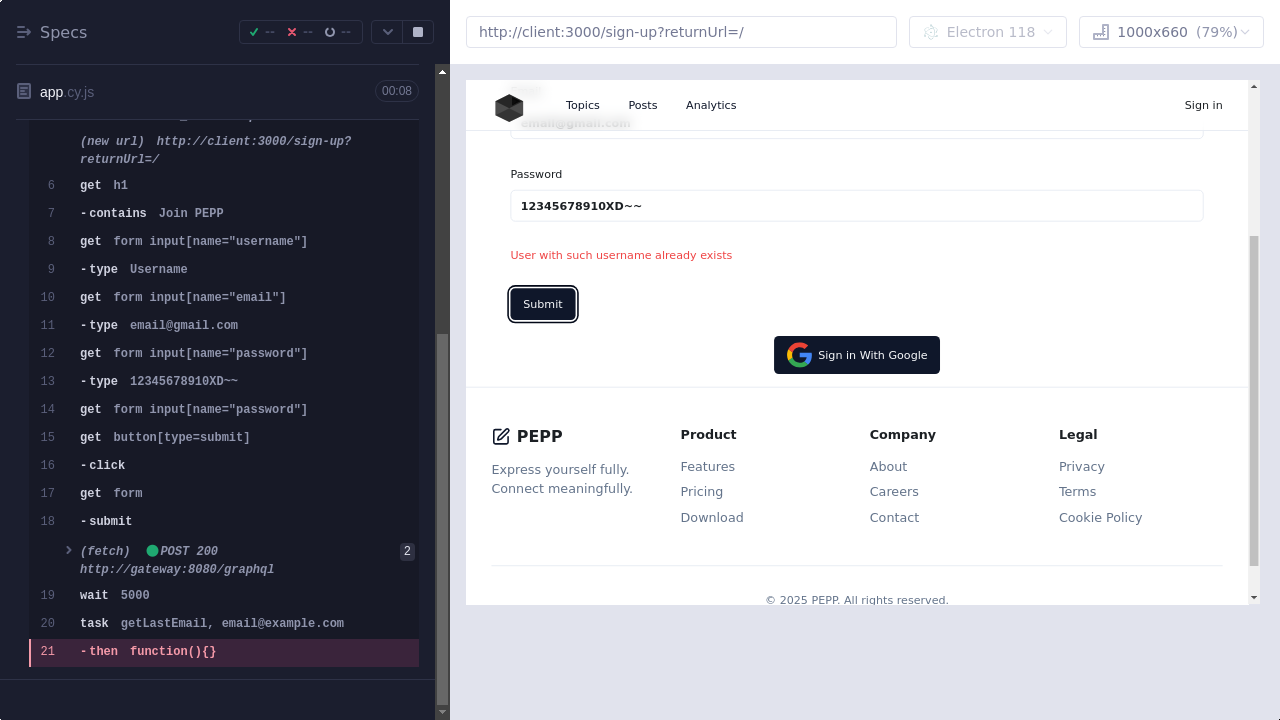 Specs
-- -- --
http://client:3000/sign-up?returnUrl=/
Electron 118
1000x660 (79%)
app.cy.js
00:08
(new url) http://client:3000/sign-up?
returnUrl=/
6 get h1
7 -contains Join PEPP
8 get form input[name="username"]
9 -type Username
10 get form input[name="email"]
11 -type email@gmail.com
12 get form input[name="password"]
13 -type 12345678910XD~~
14 get form input[name="password"]
15 get button[type=submit]
16 -click
17 get form
18 -submit
(fetch) POST 200
http://gateway:8080/graphql
2
19 wait 5000
20 task getLastEmail, email@example.com
21 -then function(){}
Topics Posts Analytics Sign in
email@gmail.com
Password
12345678910XD~~
User with such username already exists
Submit
Sign in With Google
PEPP
Express yourself fully.
Connect meaningfully.
Product
Features
Pricing
Download
Company
About
Careers
Contact
Legal
Privacy
Terms
Cookie Policy
© 2025 PEPP. All rights reserved.